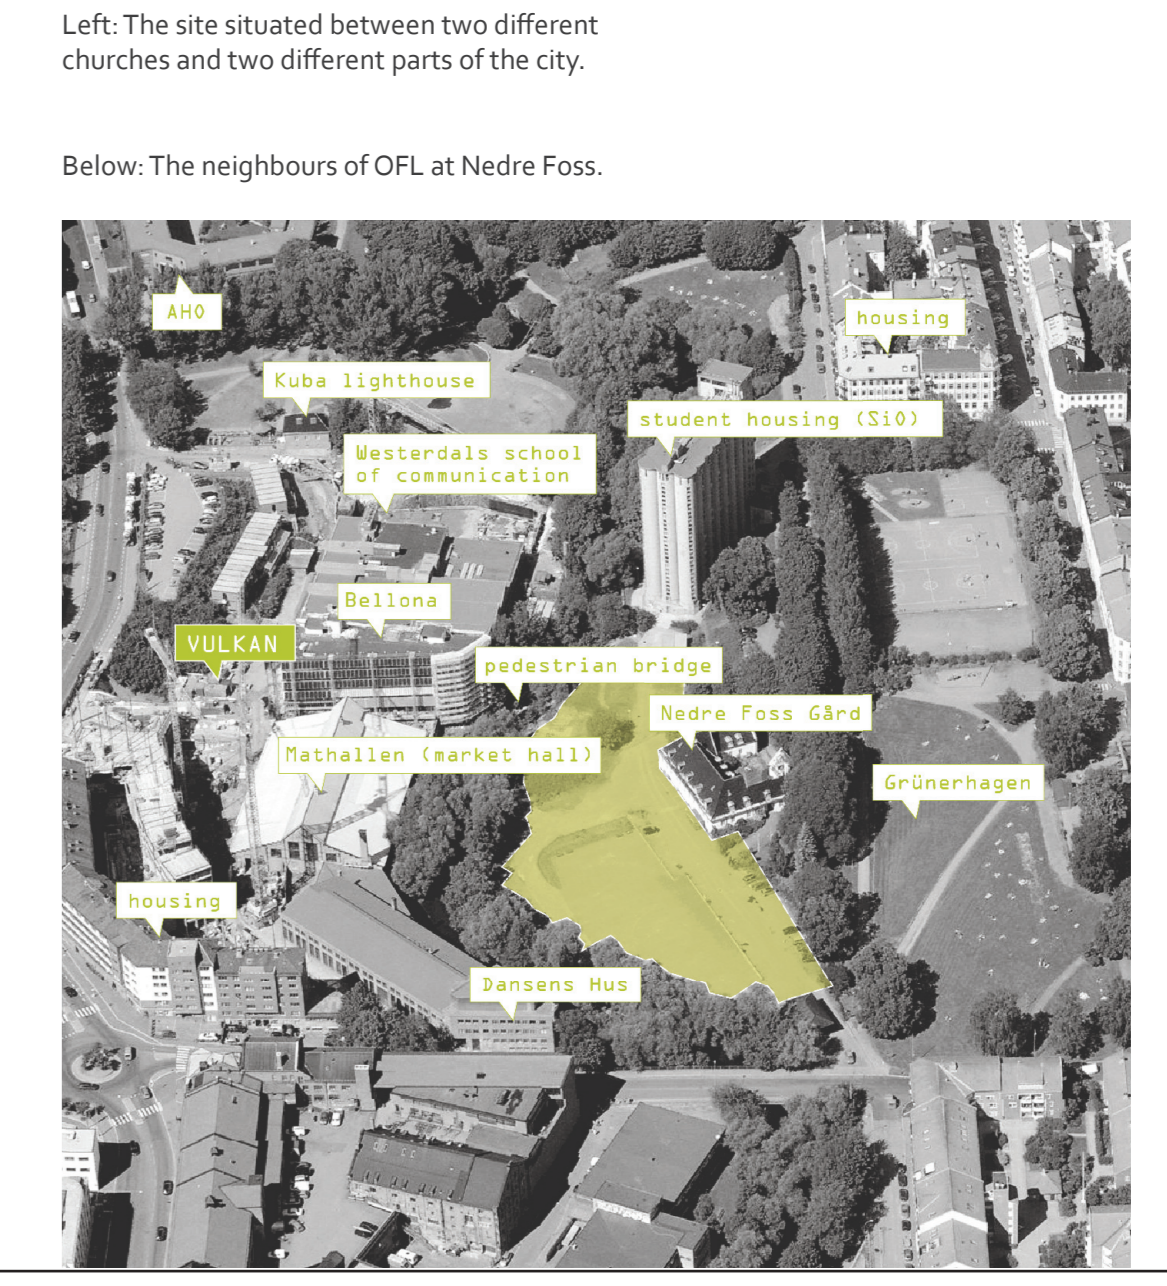 Left: The site situated between two different
churches and two different parts of the city.
Below: The neighbours of OFL at Nedre Foss.
AHO
housing
Kuba lighthouse
student housing (SiO)
Westerdals school
of communication
Bellona
VULKAN
pedestrian bridge
Nedre Foss Gård
Mathallen (market hall)
Grünerhagen
housing
Dansens Hus